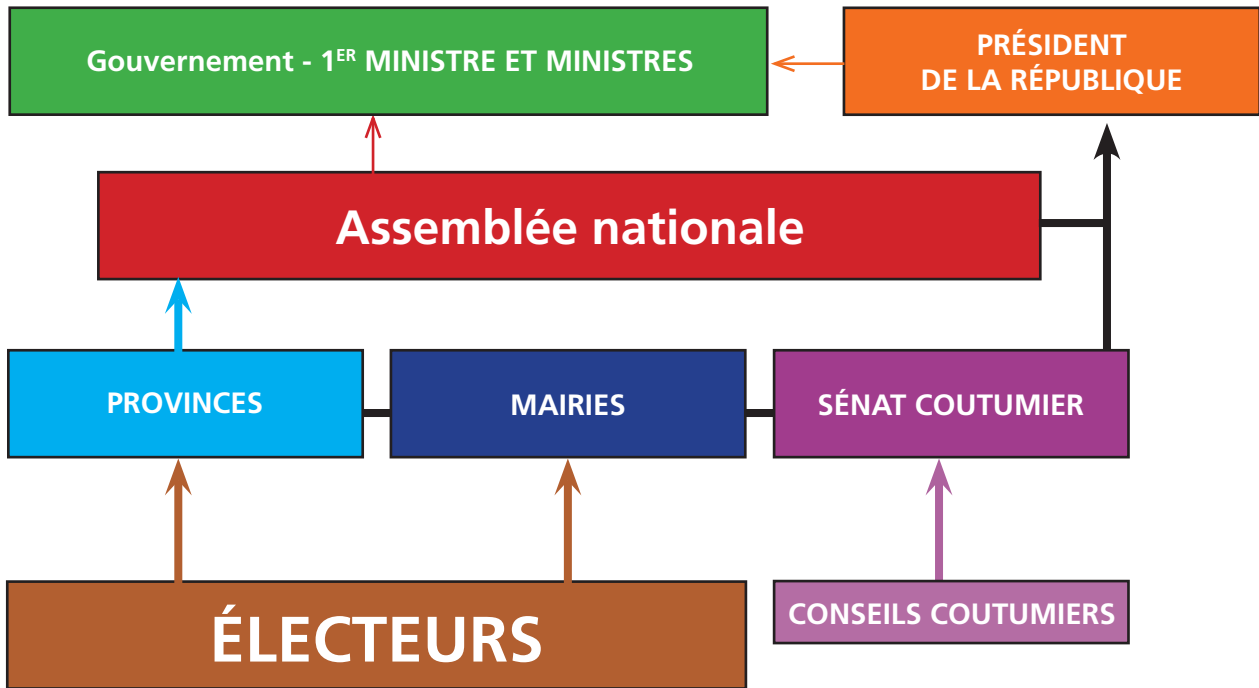 Gouvernement - 1ER MINISTRE ET MINISTRES
PRÉSIDENT
DE LA RÉPUBLIQUE
Assemblée nationale
PROVINCES
MAIRIES
SÉNAT COUTUMIER
ÉLECTEURS
CONSEILS COUTUMIERS